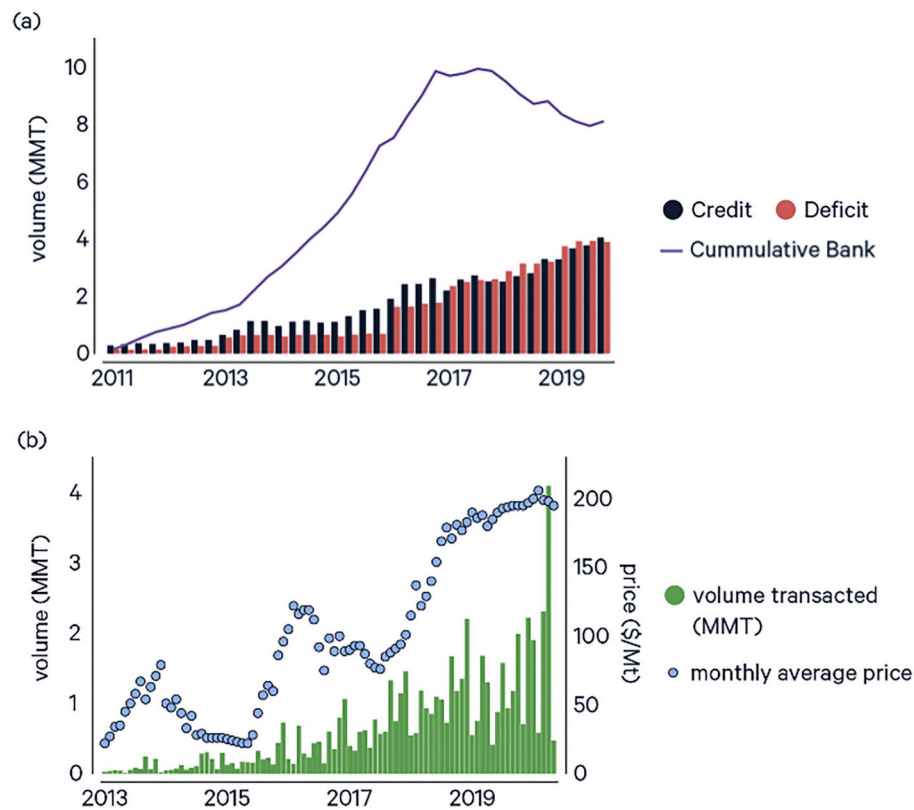 (a)
volume (MMT)
10
8
6
4
2
0
2011 2013 2015 2017 2019
Credit Deficit
Cummulative Bank
(b)
volume (MMT)
4
3
2
1
0
price ($/Mt)
200
150
100
50
0
2013 2015 2017 2019
volume transacted
(MMT)
monthly average price